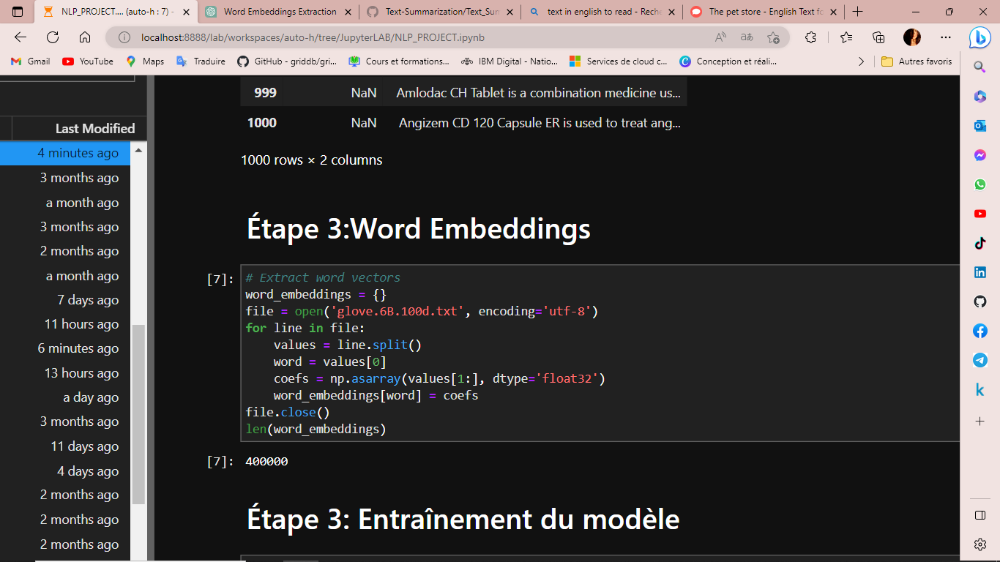 NLP_PROJECT.... (auto-h : 7) -
Word Embeddings Extraction
Text-Summarization/Text_Sum
text in english to read - Reche
The pet store - English Text fo
localhost:8888/lab/workspaces/auto-h/tree/JupyterLAB/NLP_PROJECT.ipynb
Gmail YouTube Maps Traduire GitHub - griddb/gri... Cours et formations... IBM Digital - Natio... Services de cloud c... Conception et réali... Autres favoris
Last Modified
4 minutes ago
3 months ago
a month ago
3 months ago
2 months ago
a month ago
7 days ago
11 hours ago
6 minutes ago
13 hours ago
a day ago
3 months ago
11 days ago
4 days ago
2 months ago
2 months ago
2 months ago
999 NaN Amlodac CH Tablet is a combination medicine us...
1000 NaN Angizem CD 120 Capsule ER is used to treat ang...
1000 rows × 2 columns
Étape 3:Word Embeddings
[7]: # Extract word vectors
word_embeddings = {}
file = open('glove.6B.100d.txt', encoding='utf-8')
for line in file:
    values = line.split()
    word = values[0]
    coefs = np.asarray(values[1:], dtype='float32')
    word_embeddings[word] = coefs
file.close()
len(word_embeddings)
[7]: 400000
Étape 3: Entraînement du modèle